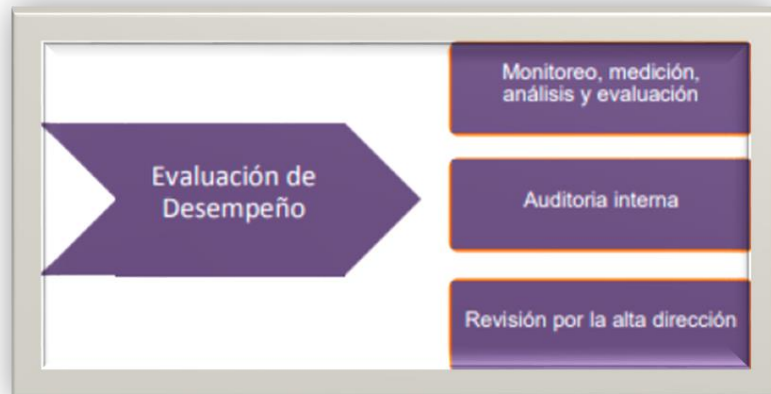 Evaluación de
Desempeño
Monitoreo, medición,
análisis y evaluación
Auditoria interna
Revisión por la alta dirección